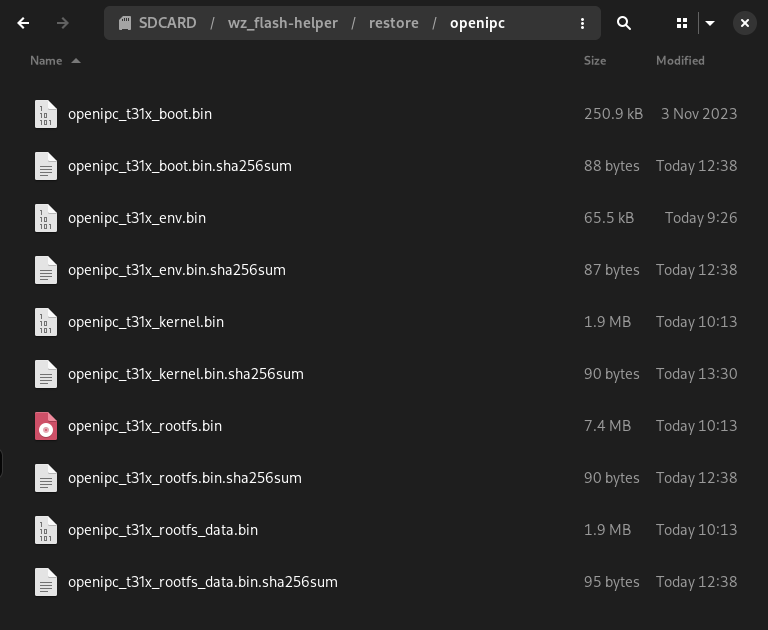 SDCARD / wz_flash-helper / restore / openipc
Name Size Modified
openipc_t31x_boot.bin 250.9 kB 3 Nov 2023
openipc_t31x_boot.bin.sha256sum 88 bytes Today 12:38
openipc_t31x_env.bin 65.5 kB Today 9:26
openipc_t31x_env.bin.sha256sum 87 bytes Today 12:38
openipc_t31x_kernel.bin 1.9 MB Today 10:13
openipc_t31x_kernel.bin.sha256sum 90 bytes Today 13:30
openipc_t31x_rootfs.bin 7.4 MB Today 10:13
openipc_t31x_rootfs.bin.sha256sum 90 bytes Today 12:38
openipc_t31x_rootfs_data.bin 1.9 MB Today 10:13
openipc_t31x_rootfs_data.bin.sha256sum 95 bytes Today 12:38